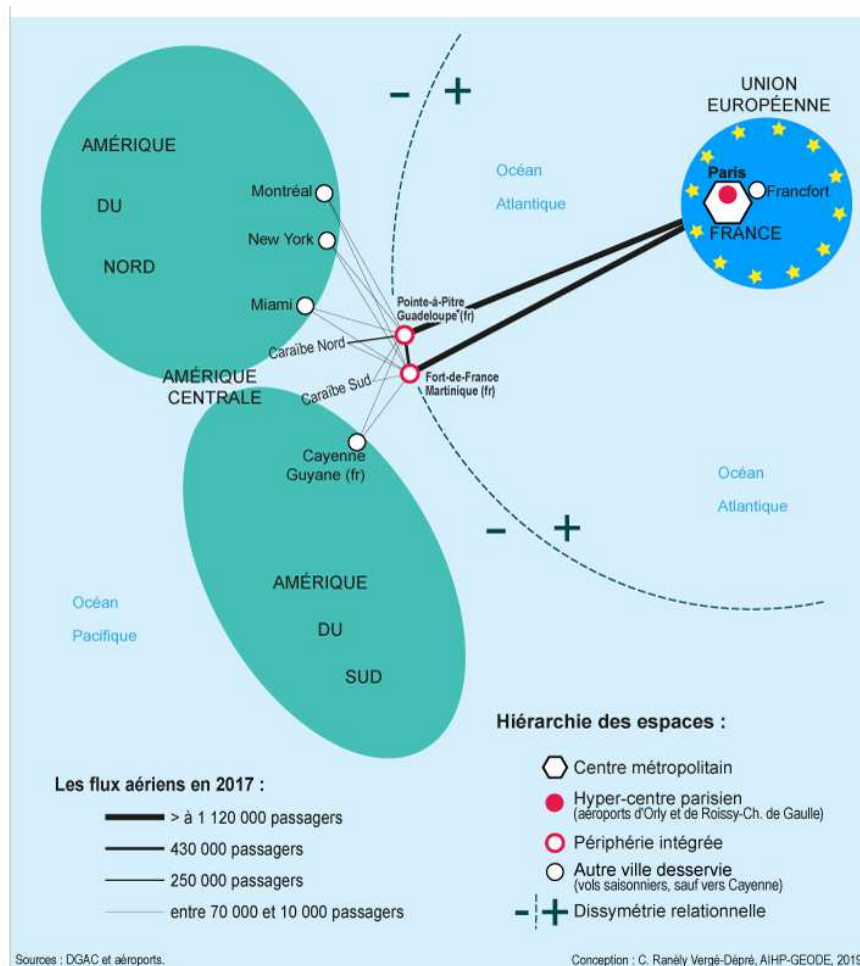 UNION
EUROPÉENNE
AMÉRIQUE
DU
NORD
Océan
Atlantique
Paris
Francfort
FRANCE
Montréal
New York
Miami
Pointe-à-Pitre
Guadeloupe (fr)
Caraïbe Nord
Caraïbe Sud
Fort-de-France
Martinique (fr)
AMÉRIQUE
CENTRALE
Cayenne
Guyane (fr)
Océan
Atlantique
AMÉRIQUE
DU
SUD
Océan
Pacifique
Les flux aériens en 2017 :
> à 1 120 000 passagers
430 000 passagers
250 000 passagers
entre 70 000 et 10 000 passagers
Hiérarchie des espaces :
Centre métropolitain
Hyper-centre parisien
(aéroports d'Orly et de Roissy-Ch. de Gaulle)
Périphérie intégrée
Autre ville desservie
(vols saisonniers, sauf vers Cayenne)
Dissymétrie relationnelle
Sources : DGAC et aéroports.
Conception : C. Ranély Vergé-Dépré, AIHP-GEODE, 2019